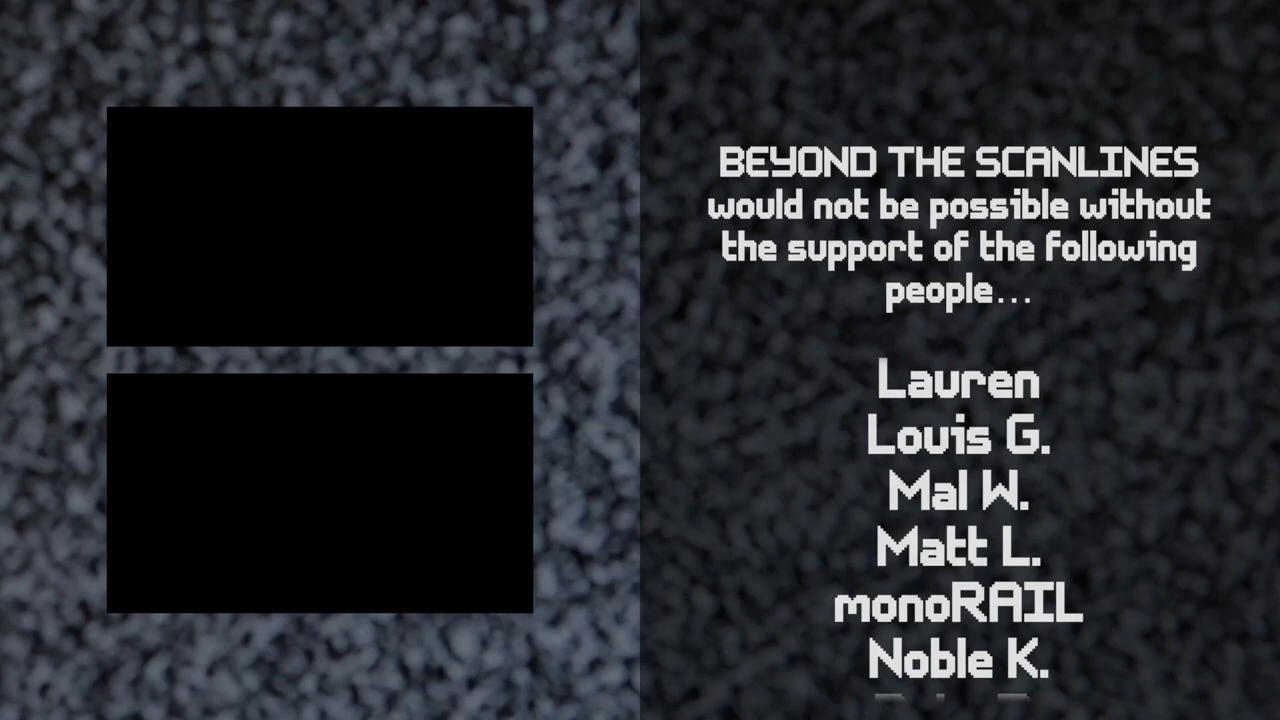 BEYOND THE SCANLINES
would not be possible without
the support of the following
people...
Lauren
Louis G.
Mal W.
Matt L.
monoRAIL
Noble K.